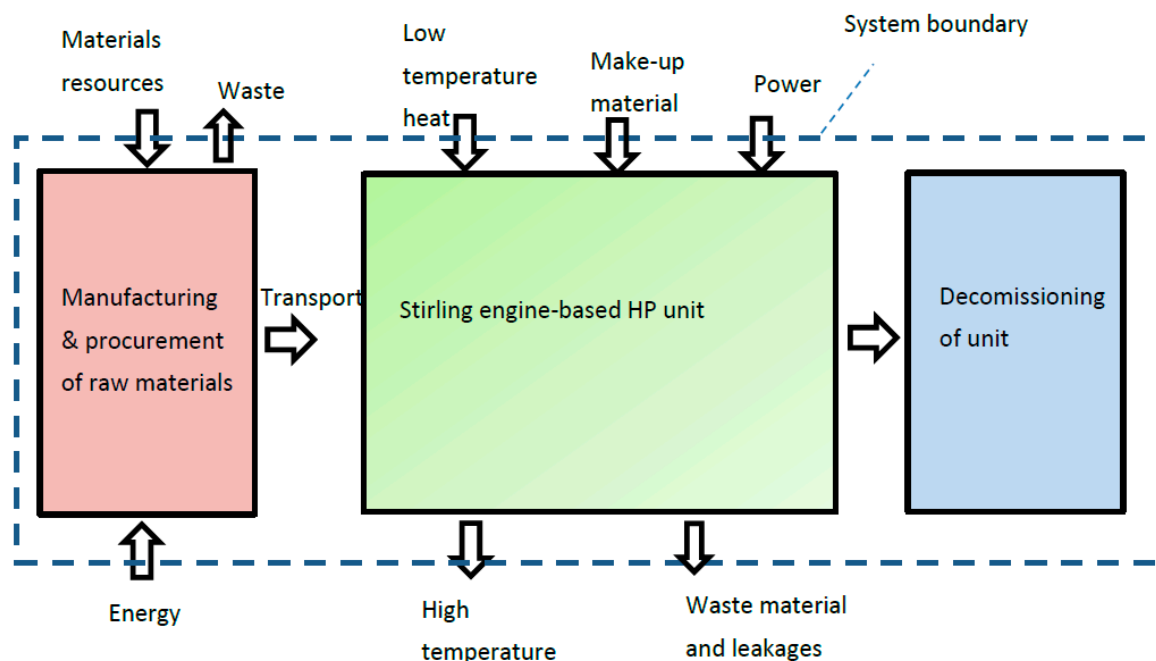 Materials
resources
Waste
Low
temperature
heat
Make-up
material
Power
System boundary
Manufacturing
& procurement
of raw materials
Transport
Stirling engine-based HP unit
Decomissioning
of unit
Energy
High
temperature
Waste material
and leakages